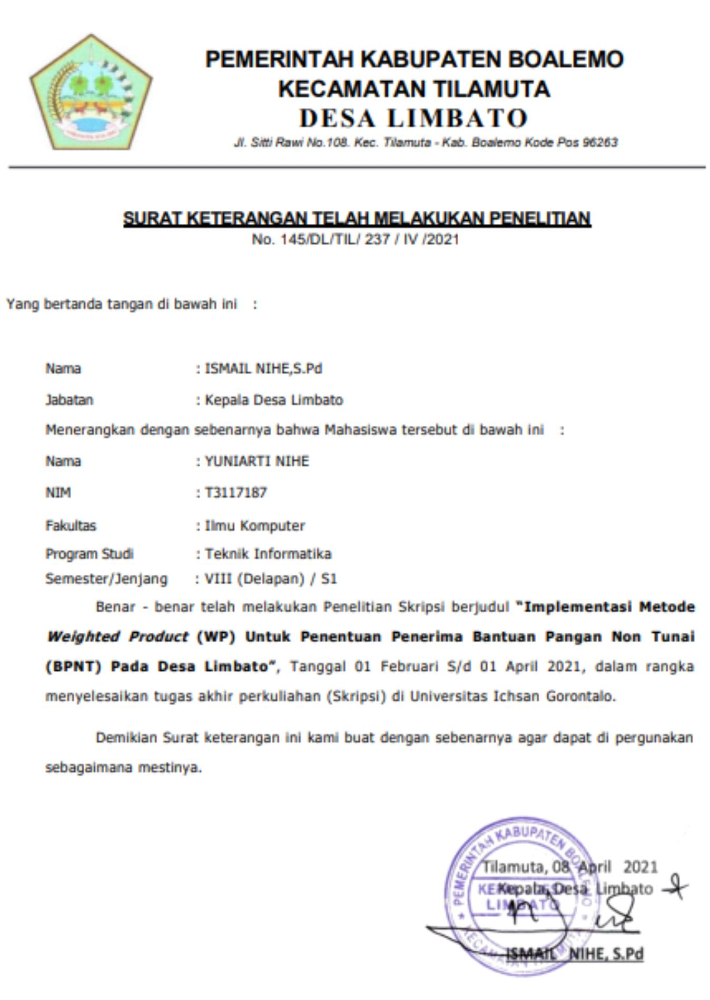 PEMERINTAH KABUPATEN BOALEMO
KECAMATAN TILAMUTA
DESA LIMBATO
Jl. Sitti Rawi No.108. Kec. Tilamuta - Kab. Boalemo Kode Pos 96263
SURAT KETERANGAN TELAH MELAKUKAN PENELITIAN
No. 145/DL/TIL/ 237 / IV /2021
Yang bertanda tangan di bawah ini :
Nama : ISMAIL NIHE,S.Pd
Jabatan : Kepala Desa Limbato
Menerangkan dengan sebenarnya bahwa Mahasiswa tersebut di bawah ini :
Nama : YUNIARTI NIHE
NIM : T3117187
Fakultas : Ilmu Komputer
Program Studi : Teknik Informatika
Semester/Jenjang : VIII (Delapan) / S1
Benar - benar telah melakukan Penelitian Skripsi berjudul “Implementasi Metode
Weighted Product (WP) Untuk Penentuan Penerima Bantuan Pangan Non Tunai
(BPNT) Pada Desa Limbato”, Tanggal 01 Februari S/d 01 April 2021, dalam rangka
menyelesaikan tugas akhir perkuliahan (Skripsi) di Universitas Ichsan Gorontalo.
Demikian Surat keterangan ini kami buat dengan sebenarnya agar dapat di pergunakan
sebagaimana mestinya.
Tilamuta, 08 April 2021
Kepala Desa Limbato
PEMERINTAH KABUPATEN BOALEMO
LIMBATO
KECAMATAN TILAMUTA
ISMAIL NIHE, S.Pd